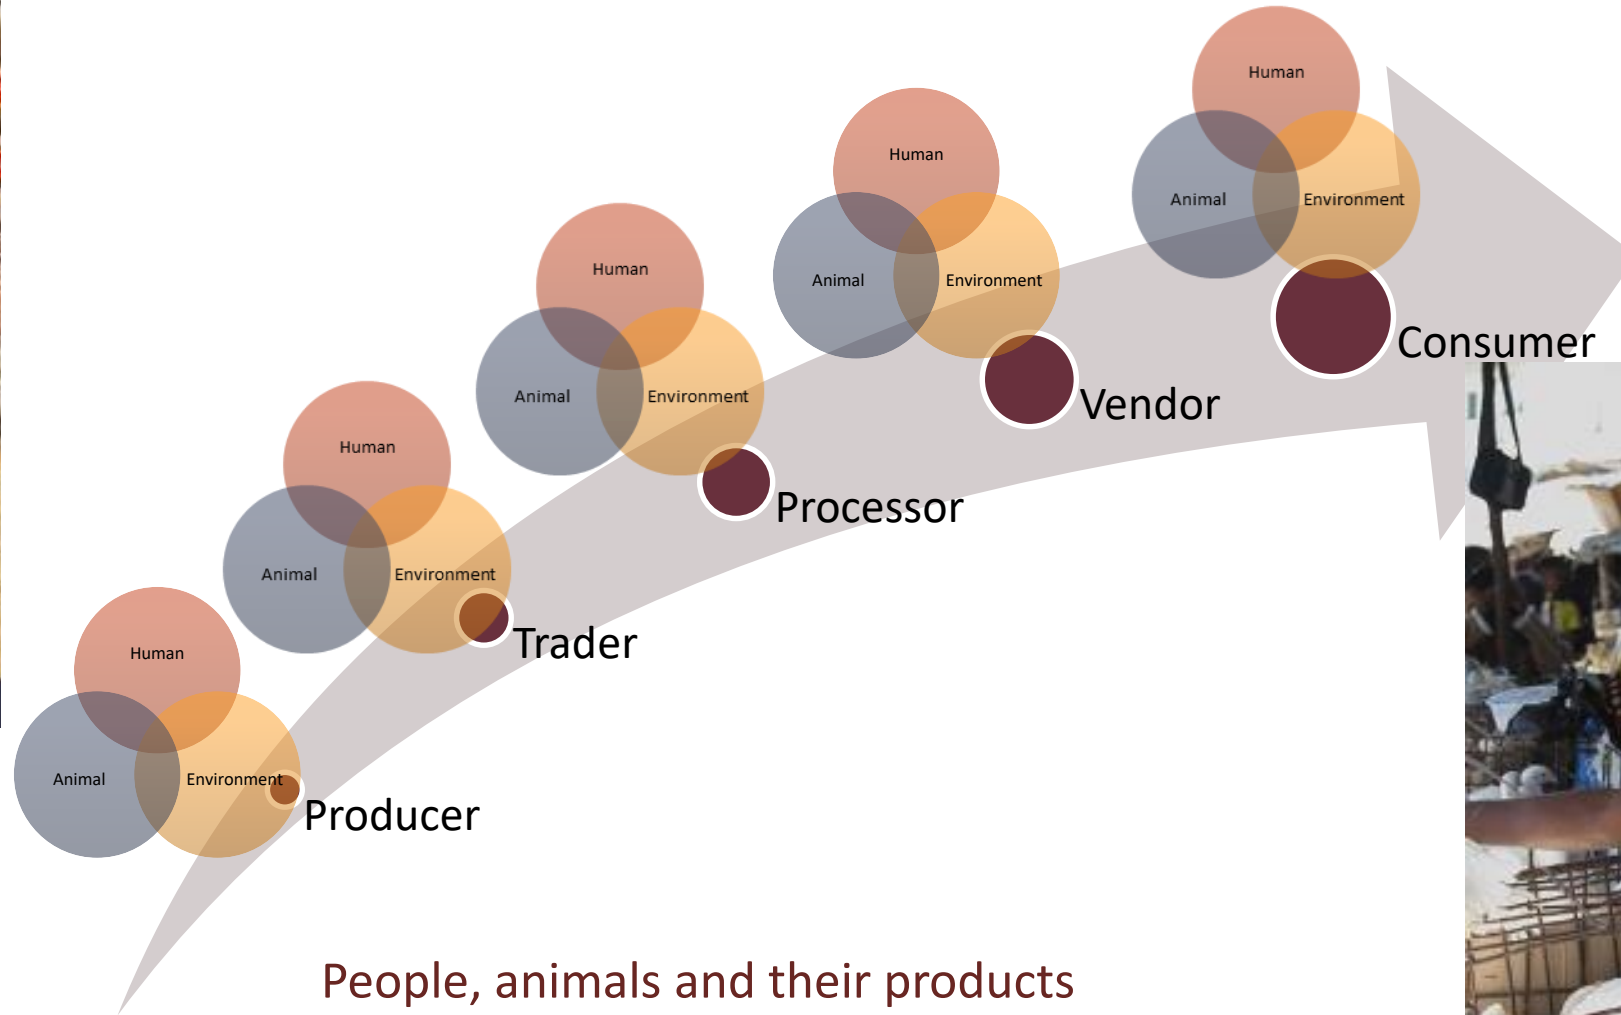 Human
Animal
Environment
Consumer
Human
Animal
Environment
Vendor
Human
Animal
Environment
Processor
Human
Animal
Environment
Trader
Human
Animal
Environment
Producer
People, animals and their products